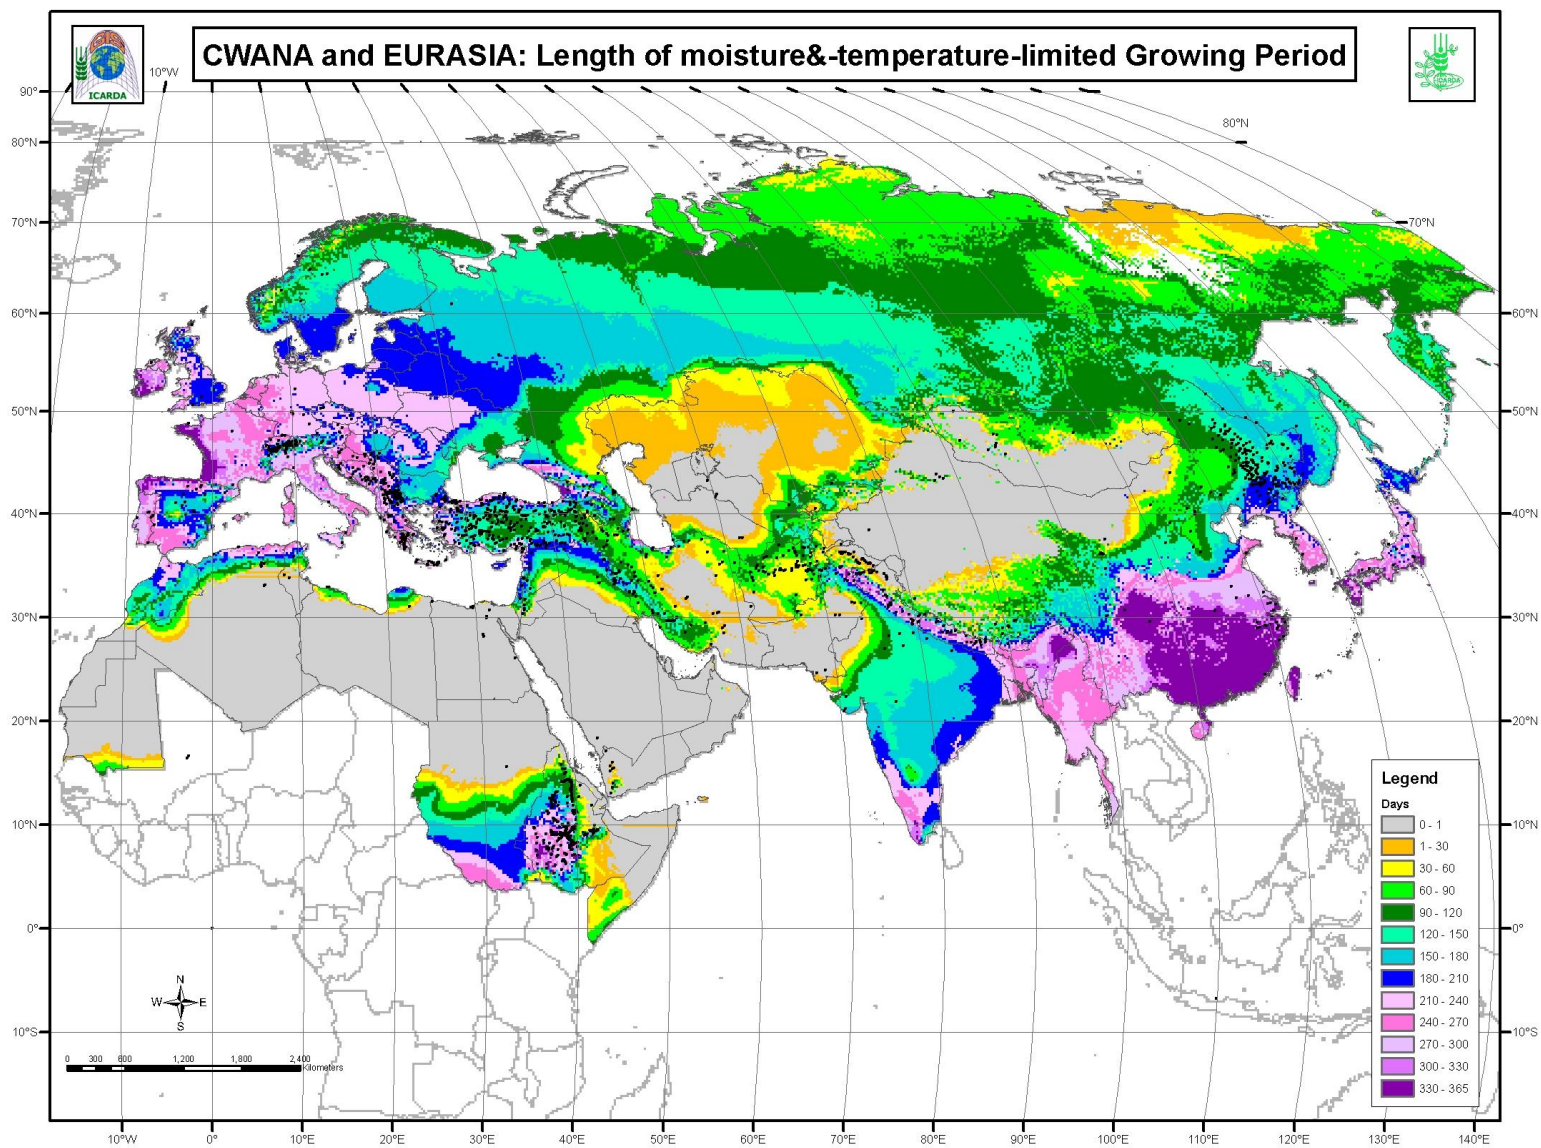 CWANA and EURASIA: Length of moisture&-temperature-limited Growing Period
GIS
ICARDA
ICARDA
10°W
90°
80°N
80°N
70°N
70°N
60°N
60°N
50°N
50°N
40°N
40°N
30°N
30°N
20°N
20°N
10°N
10°N
0°
0°
10°S
10°S
N
W E
S
0 300 600 1,200 1,800 2,400
Kilometers
Legend
Days
0 - 1
1 - 30
30 - 60
60 - 90
90 - 120
120 - 150
150 - 180
180 - 210
210 - 240
240 - 270
270 - 300
300 - 330
330 - 365
10°W 0° 10°E 20°E 30°E 40°E 50°E 60°E 70°E 80°E 90°E 100°E 110°E 120°E 130°E 140°E